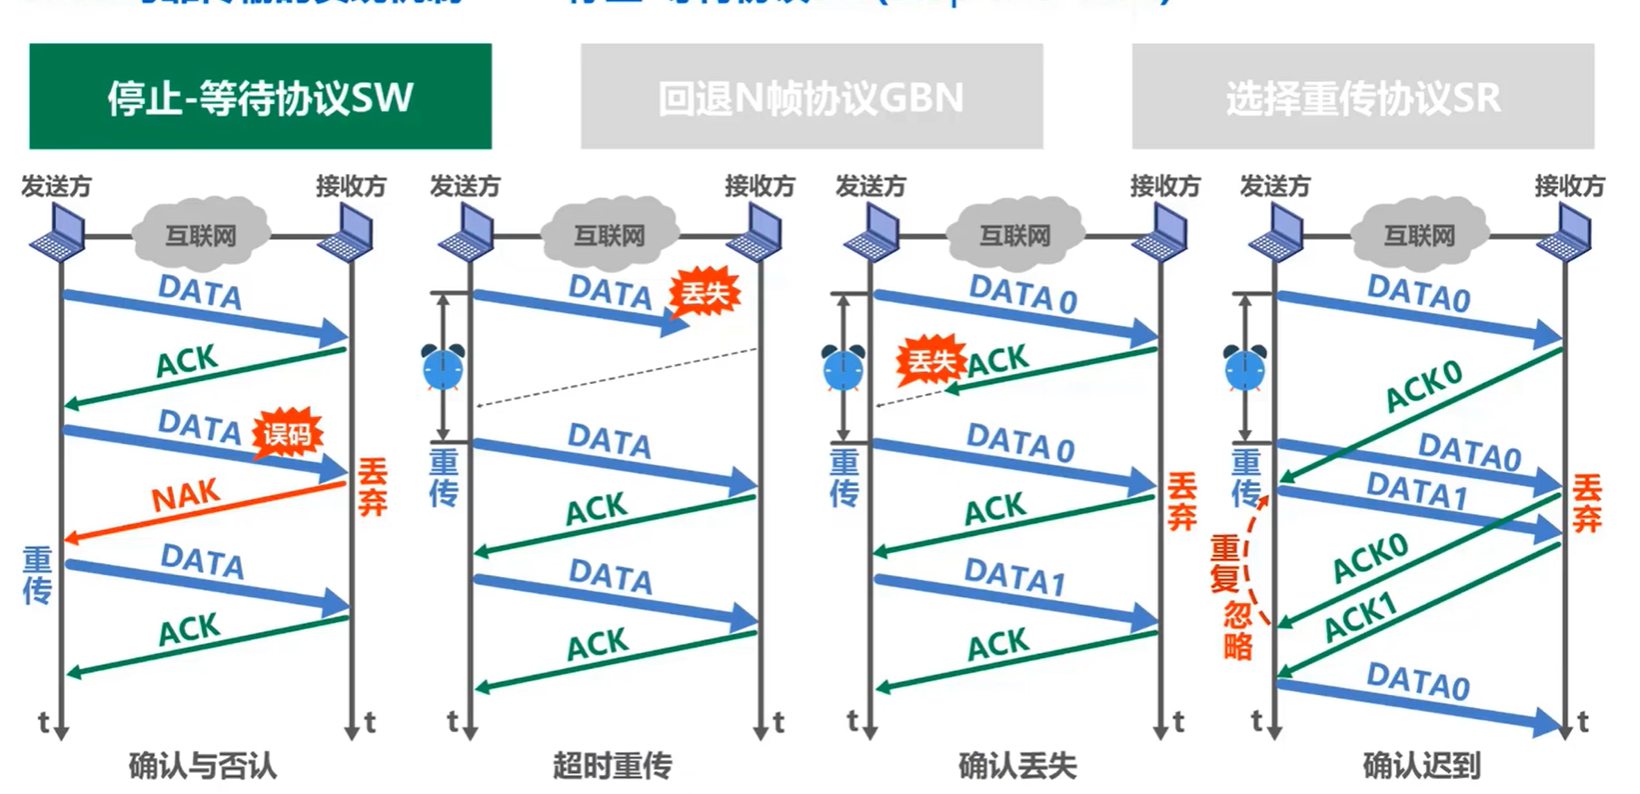 停止-等待协议SW
回退N帧协议GBN
选择重传协议SR
发送方
接收方
互联网
DATA
ACK
DATA
误码
丢弃
NAK
重传
DATA
ACK
t
t
确认与否认
发送方
接收方
互联网
DATA
丢失
重传
DATA
ACK
DATA
ACK
t
t
超时重传
发送方
接收方
互联网
DATA 0
丢失
ACK
重传
DATA 0
丢弃
ACK
DATA1
ACK
t
t
确认丢失
发送方
接收方
互联网
DATA0
ACK0
重传
DATA0
DATA1
丢弃
重复
忽略
ACK0
ACK1
DATA0
t
t
确认迟到